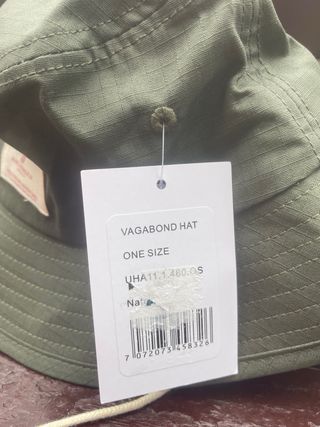 VAGABOND HAT
ONE SIZE
UHA11.1.460.OS
7 072073 458326